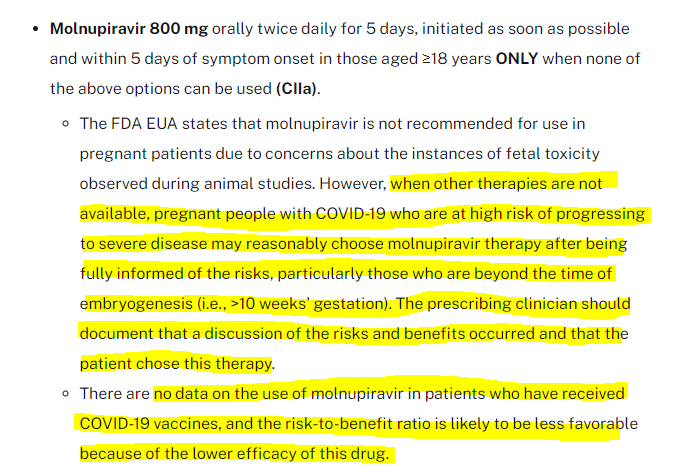 • Molnupiravir 800 mg orally twice daily for 5 days, initiated as soon as possible
and within 5 days of symptom onset in those aged ≥18 years ONLY when none of
the above options can be used (CIIa).
○ The FDA EUA states that molnupiravir is not recommended for use in
pregnant patients due to concerns about the instances of fetal toxicity
observed during animal studies. However, when other therapies are not
available, pregnant people with COVID-19 who are at high risk of progressing
to severe disease may reasonably choose molnupiravir therapy after being
fully informed of the risks, particularly those who are beyond the time of
embryogenesis (i.e., >10 weeks' gestation). The prescribing clinician should
document that a discussion of the risks and benefits occurred and that the
patient chose this therapy.
○ There are no data on the use of molnupiravir in patients who have received
COVID-19 vaccines, and the risk-to-benefit ratio is likely to be less favorable
because of the lower efficacy of this drug.